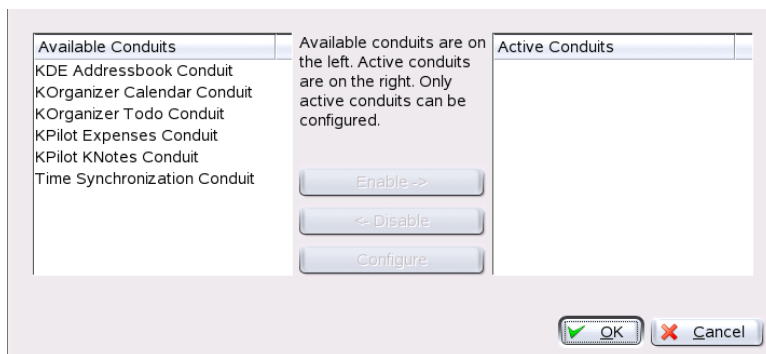 Available Conduits
KDE Addressbook Conduit
KOrganizer Calendar Conduit
KOrganizer Todo Conduit
KPilot Expenses Conduit
KPilot KNotes Conduit
Time Synchronization Conduit
Available conduits are on
the left. Active conduits
are on the right. Only
active conduits can be
configured.
Enable ->
<- Disable
Configure
Active Conduits
OK
Cancel